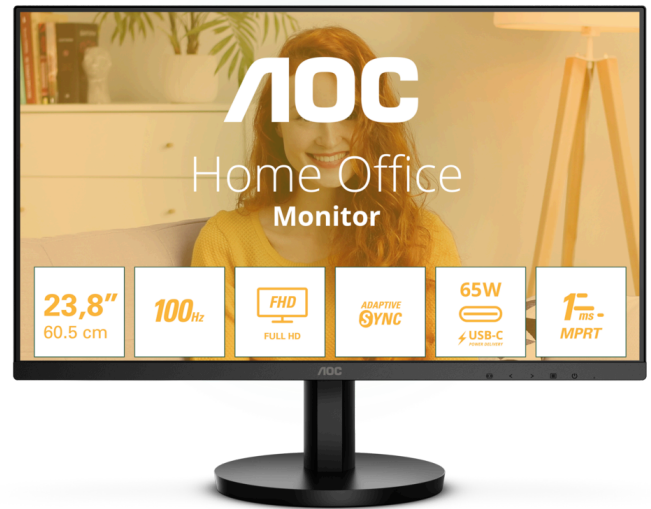 AOC
Home Office
Monitor
23,8”
60.5 cm
100Hz
FHD
FULL HD
ADAPTIVE
SYNC
65W
USB-C
POWER DELIVERY
1ms
MPRT
AOC